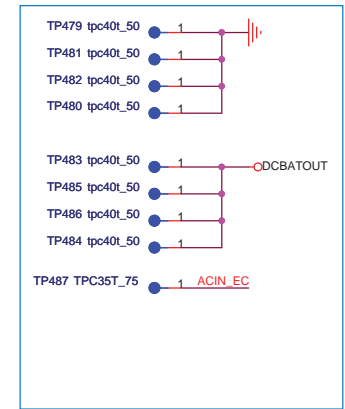 TP479 tpc40t_50 1
TP481 tpc40t_50 1
TP482 tpc40t_50 1
TP480 tpc40t_50 1
TP483 tpc40t_50 1 DCBATOUT
TP485 tpc40t_50 1
TP486 tpc40t_50 1
TP484 tpc40t_50 1
TP487 TPC35T_75 1 ACIN_EC